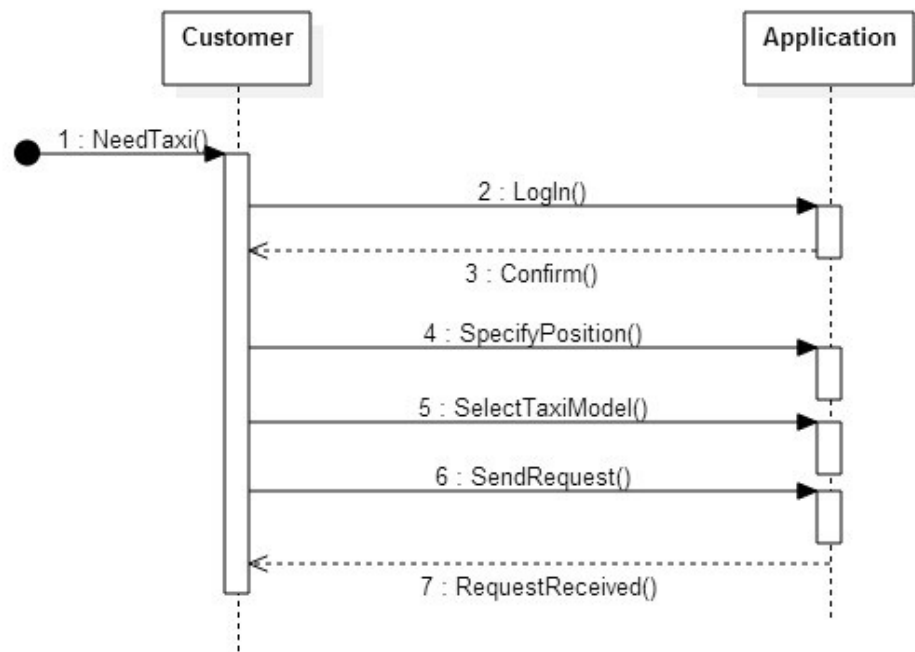 Customer
Application
1 : NeedTaxi()
2 : LogIn()
3 : Confirm()
4 : SpecifyPosition()
5 : SelectTaxiModel()
6 : SendRequest()
7 : RequestReceived()